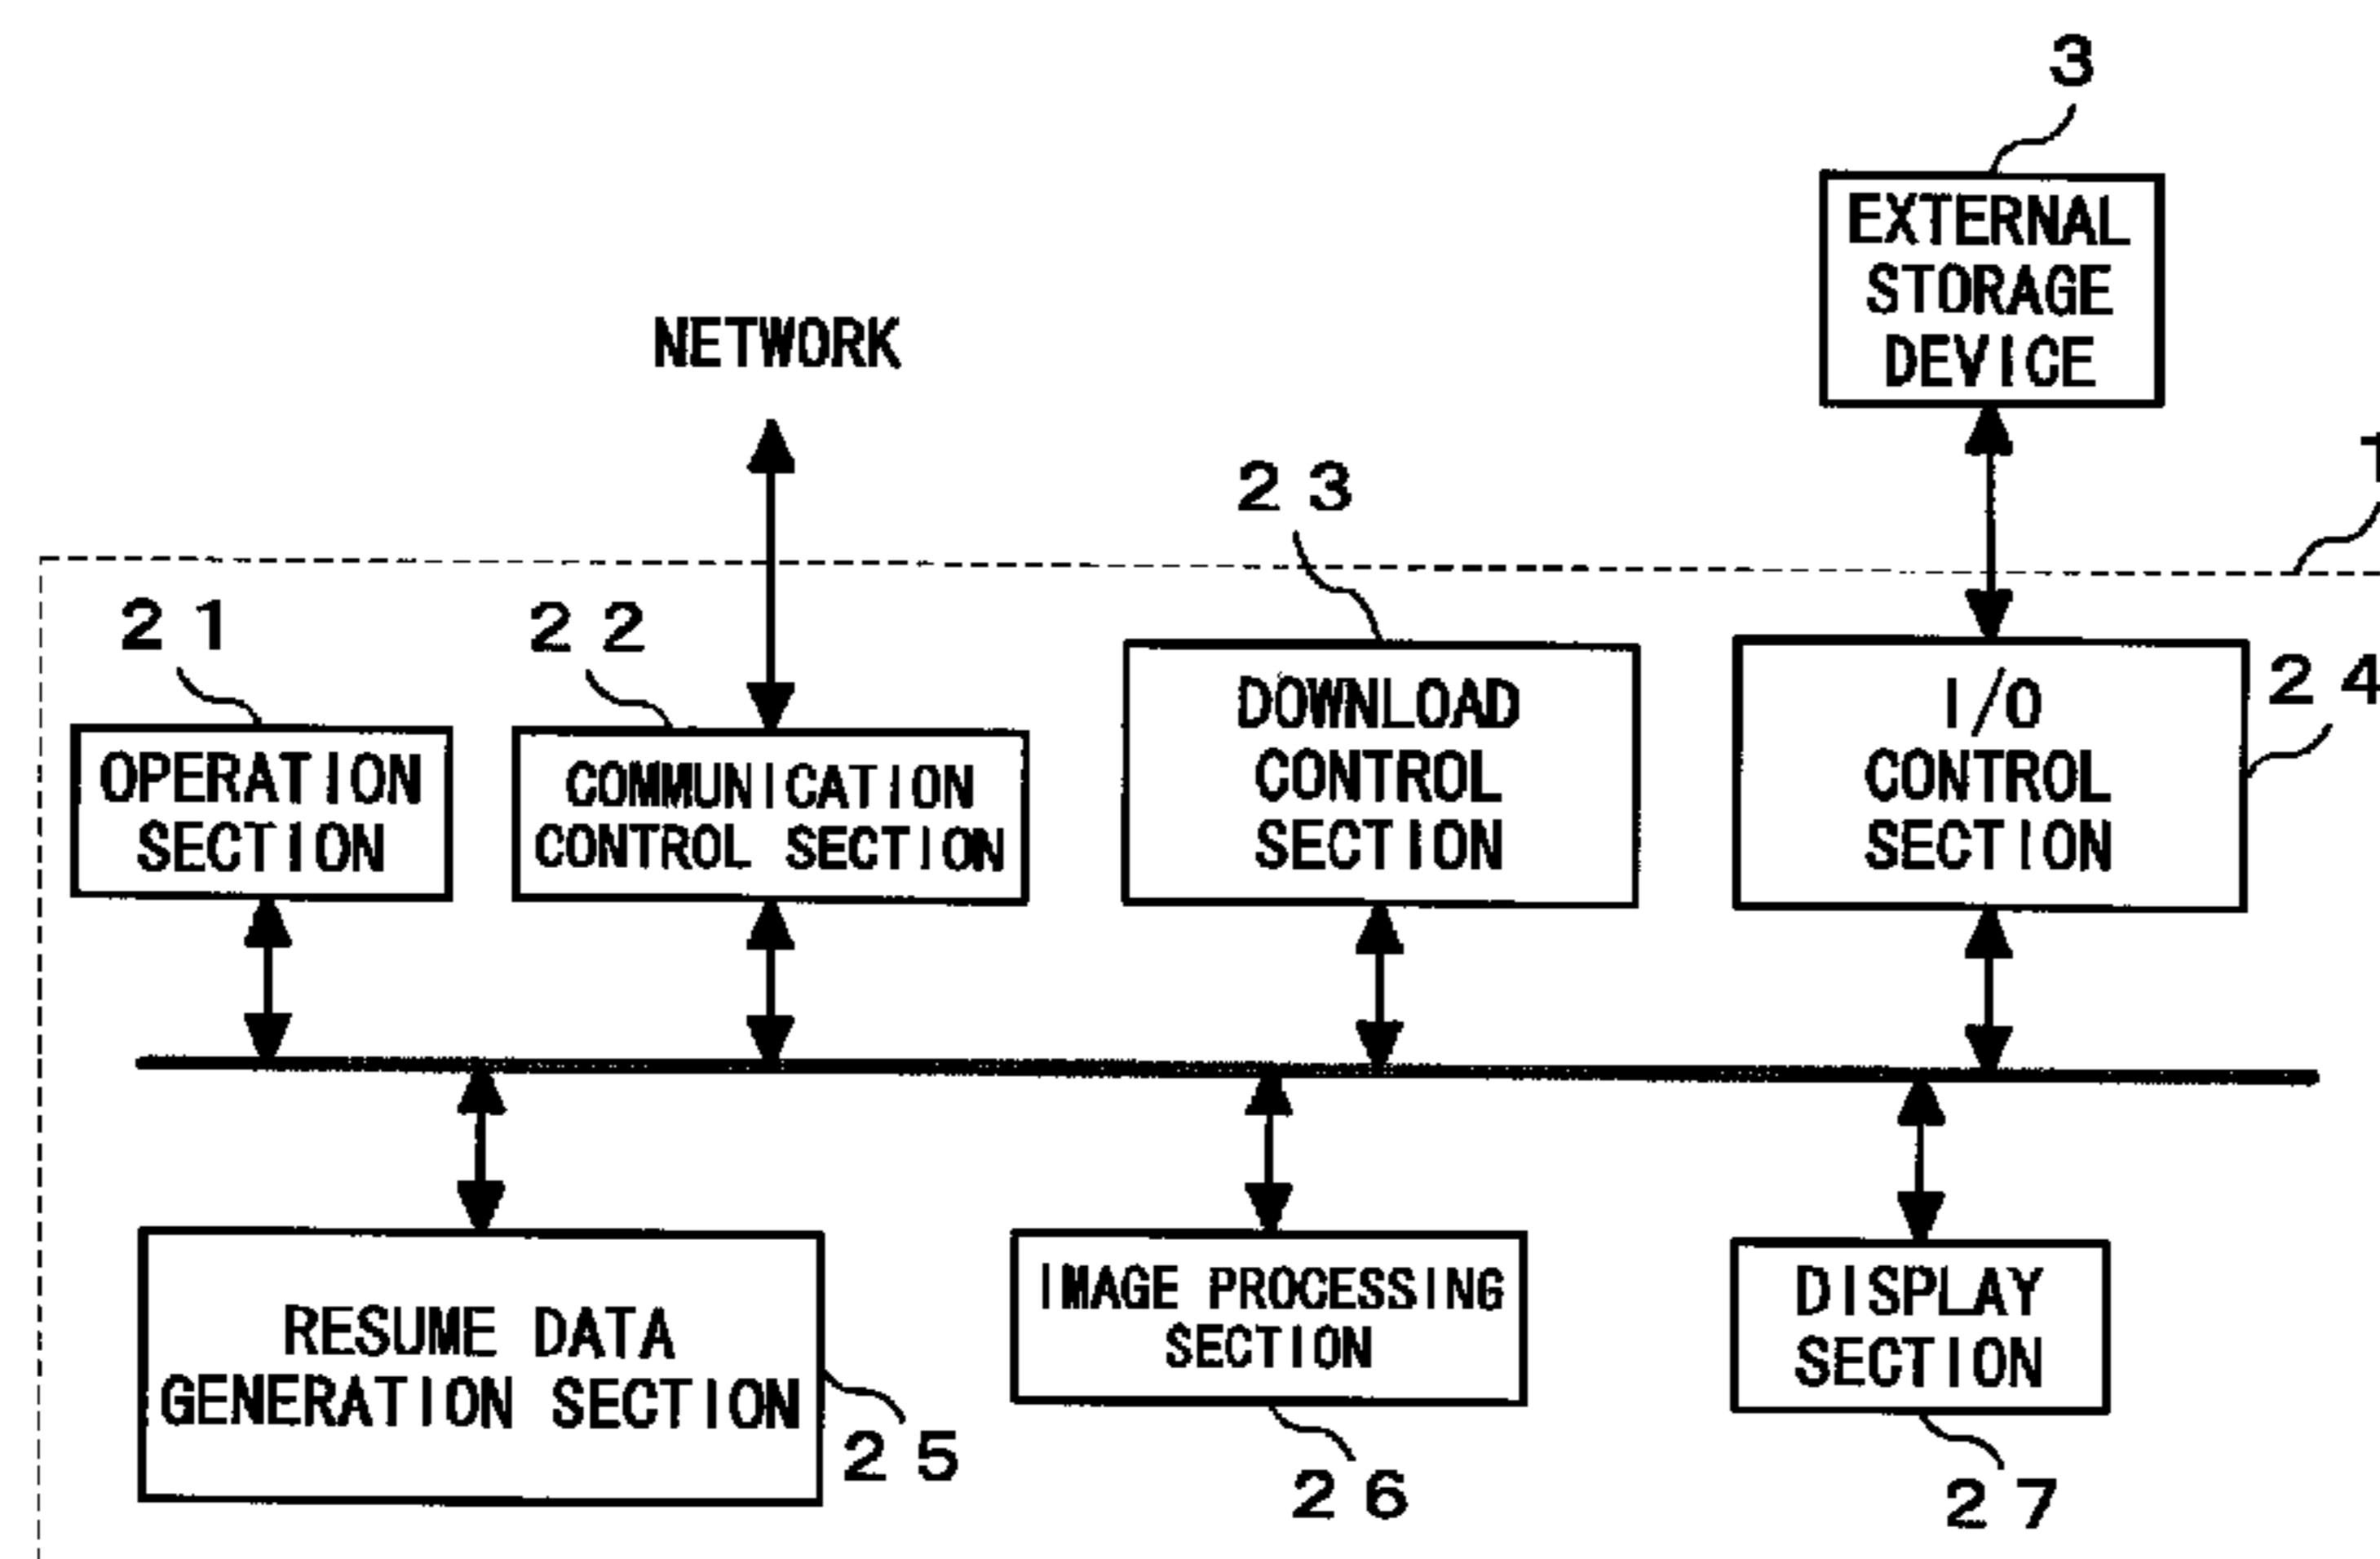 3
EXTERNAL
STORAGE
DEVICE
NETWORK
23
21
22
24
OPERATION
SECTION
COMMUNICATION
CONTROL SECTION
DOWNLOAD
CONTROL
SECTION
I/O
CONTROL
SECTION
RESUME DATA
GENERATION SECTION
25
IMAGE PROCESSING
SECTION
26
DISPLAY
SECTION
27